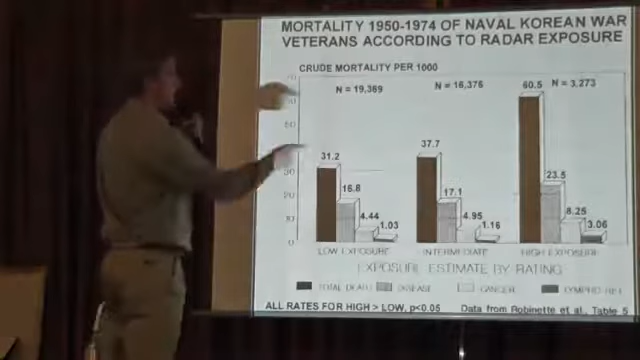 MORTALITY 1950-1974 OF NAVAL KOREAN WAR
VETERANS ACCORDING TO RADAR EXPOSURE
CRUDE MORTALITY PER 1000
N = 19,369
N = 16,376
N = 3,273
60.5
37.7
31.2
23.5
16.8
17.1
4.44
4.95
8.25
1.03
1.16
3.06
LOW EXPOSURE
INTERMEDIATE
HIGH EXPOSURE
EXPOSURE ESTIMATE BY RATING
TOTAL DEAD
DISEASE
CANCER
ALL RATES FOR HIGH > LOW, p<0.05
Data from Robinette et al., Table 5